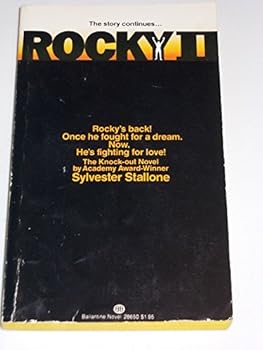 The story continues...
ROCKY II
Rocky's back!
Once he fought for a dream.
Now,
He's fighting for love!
The Knock-out Novel
by Academy Award-Winner
Sylvester Stallone
Ballantine Novel 28650 $1.95